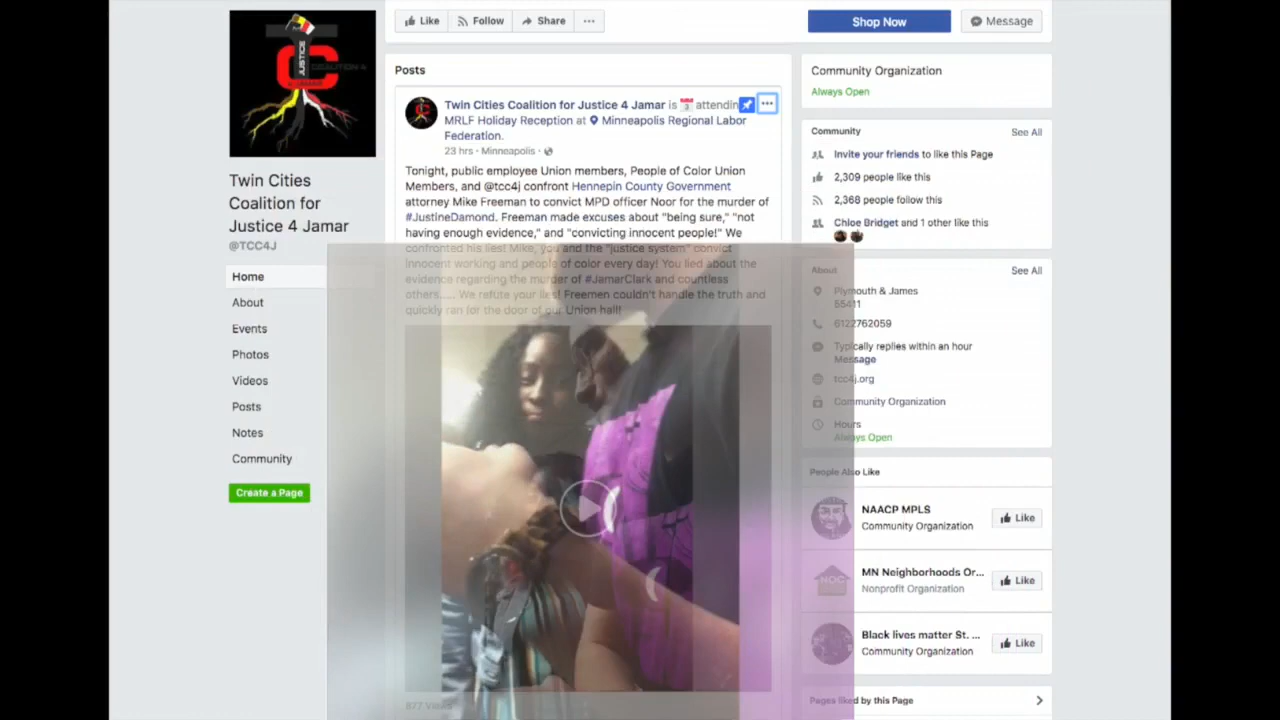 JUSTICE
COALITION 4
JAMAR
Like
Follow
Share
Shop Now
Message
Posts
Community Organization
Always Open
Twin Cities Coalition for Justice 4 Jamar is attendin
MRLF Holiday Reception at Minneapolis Regional Labor
Federation.
23 hrs · Minneapolis ·
Tonight, public employee Union members, People of Color Union
Members, and @tcc4j confront Hennepin County Government
attorney Mike Freeman to convict MPD officer Noor for the murder of
#JustineDamond. Freeman made excuses about "being sure," "not
having enough evidence," and "convicting innocent people!" We
confronted his lies! Mike, you and the "justice system" convict
innocent working and people of color every day! You lied about the
evidence regarding the murder of #JamarClark and countless
others.... We refute your lies! Freemen couldn't handle the truth and
quickly ran for the door of our Union hall!
877 Views
Twin Cities
Coalition for
Justice 4 Jamar
@TCC4J
Home
About
Events
Photos
Videos
Posts
Notes
Community
Create a Page
Community
See All
Invite your friends to like this Page
2,309 people like this
2,368 people follow this
Chloe Bridget and 1 other like this
About
See All
Plymouth & James
55411
6122762059
Typically replies within an hour
Message
tcc4j.org
Community Organization
Hours
Always Open
People Also Like
NAACP MPLS
Community Organization
Like
NOC
MN Neighborhoods Or...
Nonprofit Organization
Like
Black lives matter St. ...
Community Organization
Like
Pages liked by this Page